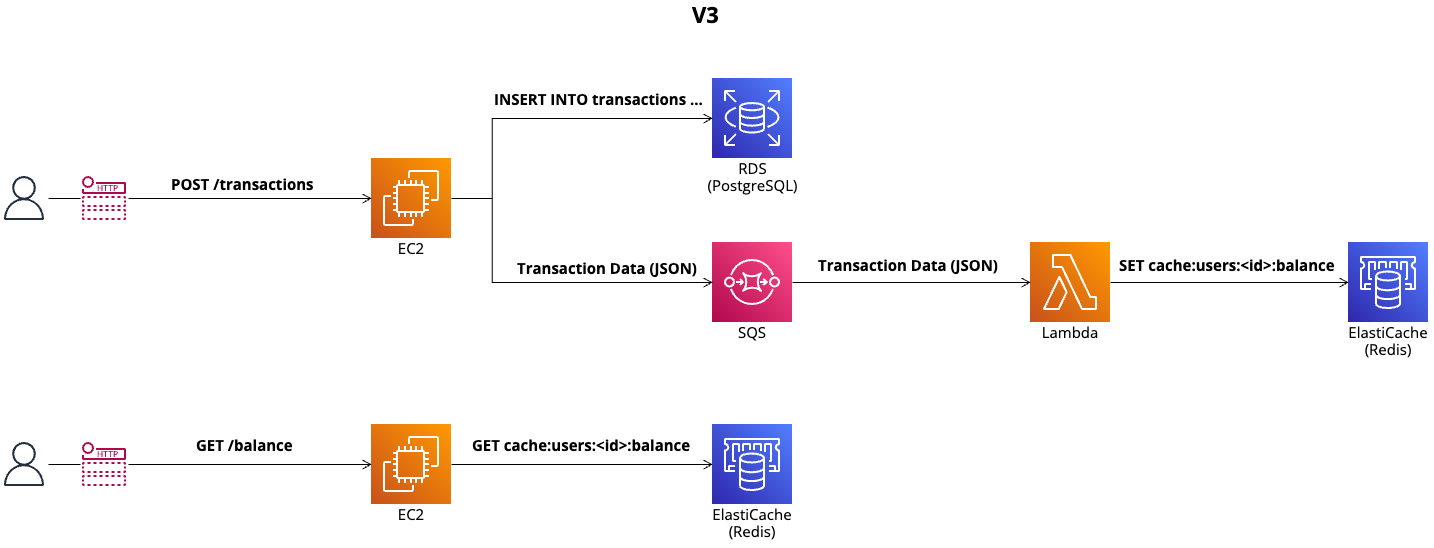 V3
INSERT INTO transactions ...
RDS
(PostgreSQL)
HTTP
POST /transactions
EC2
Transaction Data (JSON)
SQS
Transaction Data (JSON)
Lambda
SET cache:users:<id>:balance
ElastiCache
(Redis)
HTTP
GET /balance
EC2
GET cache:users:<id>:balance
ElastiCache
(Redis)